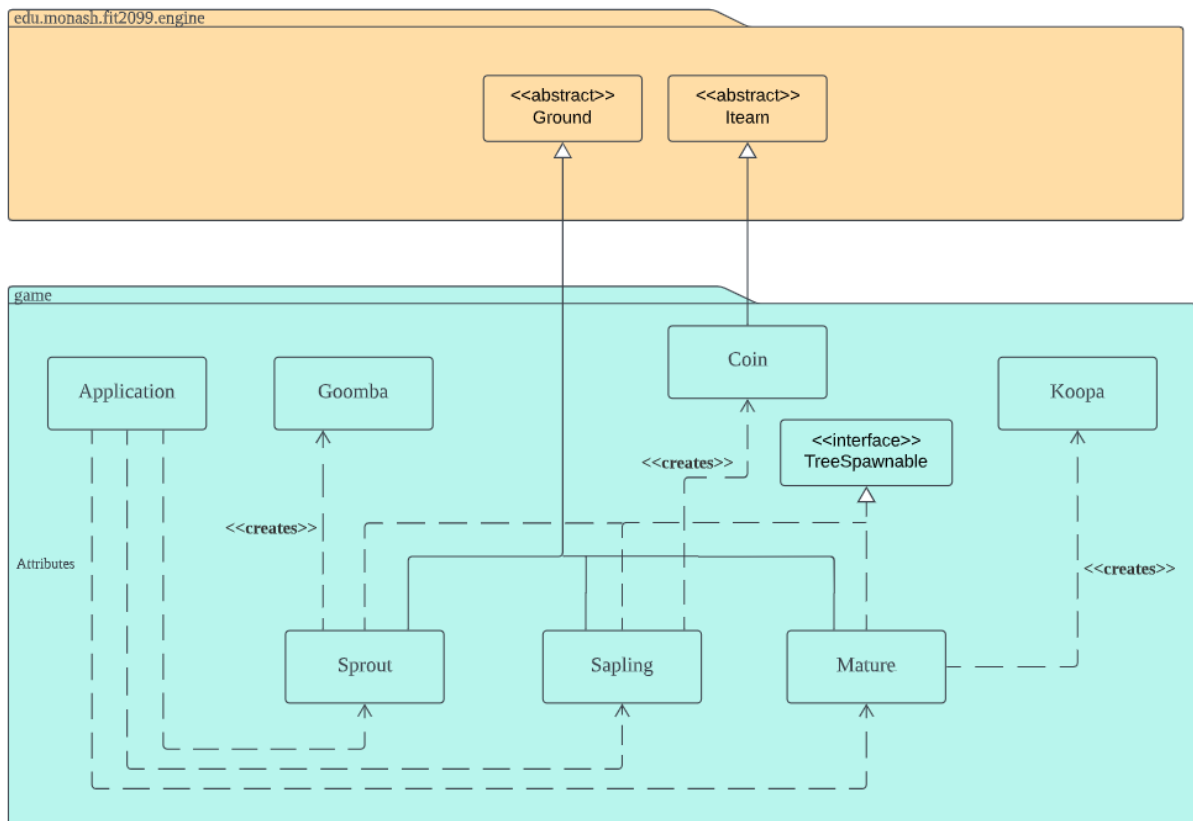 edu.monash.fit2099.engine
<<abstract>>
Ground
<<abstract>>
Iteam
game
Application
Goomba
Coin
Koopa
<<interface>>
TreeSpawnable
<<creates>>
<<creates>>
Attributes
<<creates>>
Sprout
Sapling
Mature